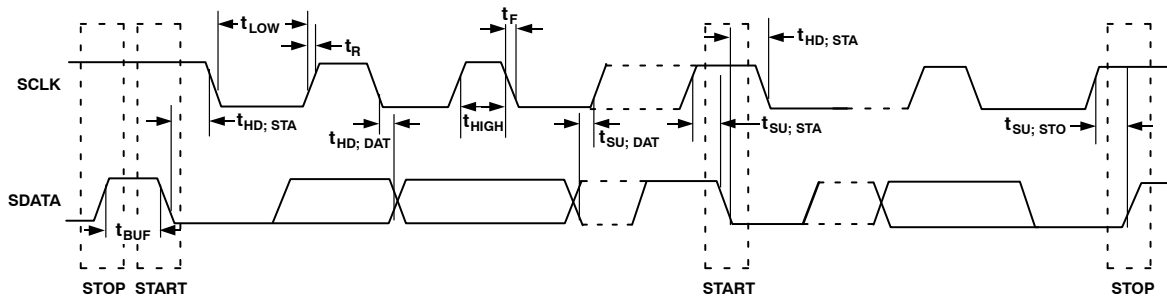 tLOW
tR
tF
tHD; STA
SCLK
tHD; STA
tHD; DAT
tHIGH
tSU; DAT
tSU; STA
tSU; STO
SDATA
tBUF
STOP START START STOP